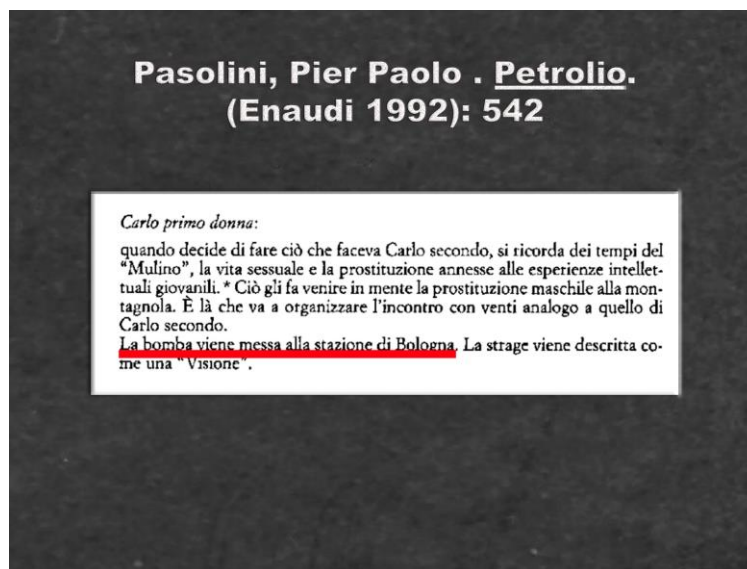 Pasolini, Pier Paolo . Petrolio.
(Enaudi 1992): 542
Carlo primo donna:
quando decide di fare ciò che faceva Carlo secondo, si ricorda dei tempi del
“Mulino”, la vita sessuale e la prostituzione annesse alle esperienze intellet-
tuali giovanili. * Ciò gli fa venire in mente la prostituzione maschile alla mon-
tagnola. È là che va a organizzare l’incontro con venti analogo a quello di
Carlo secondo.
La bomba viene messa alla stazione di Bologna. La strage viene descritta co-
me una “Visione”.